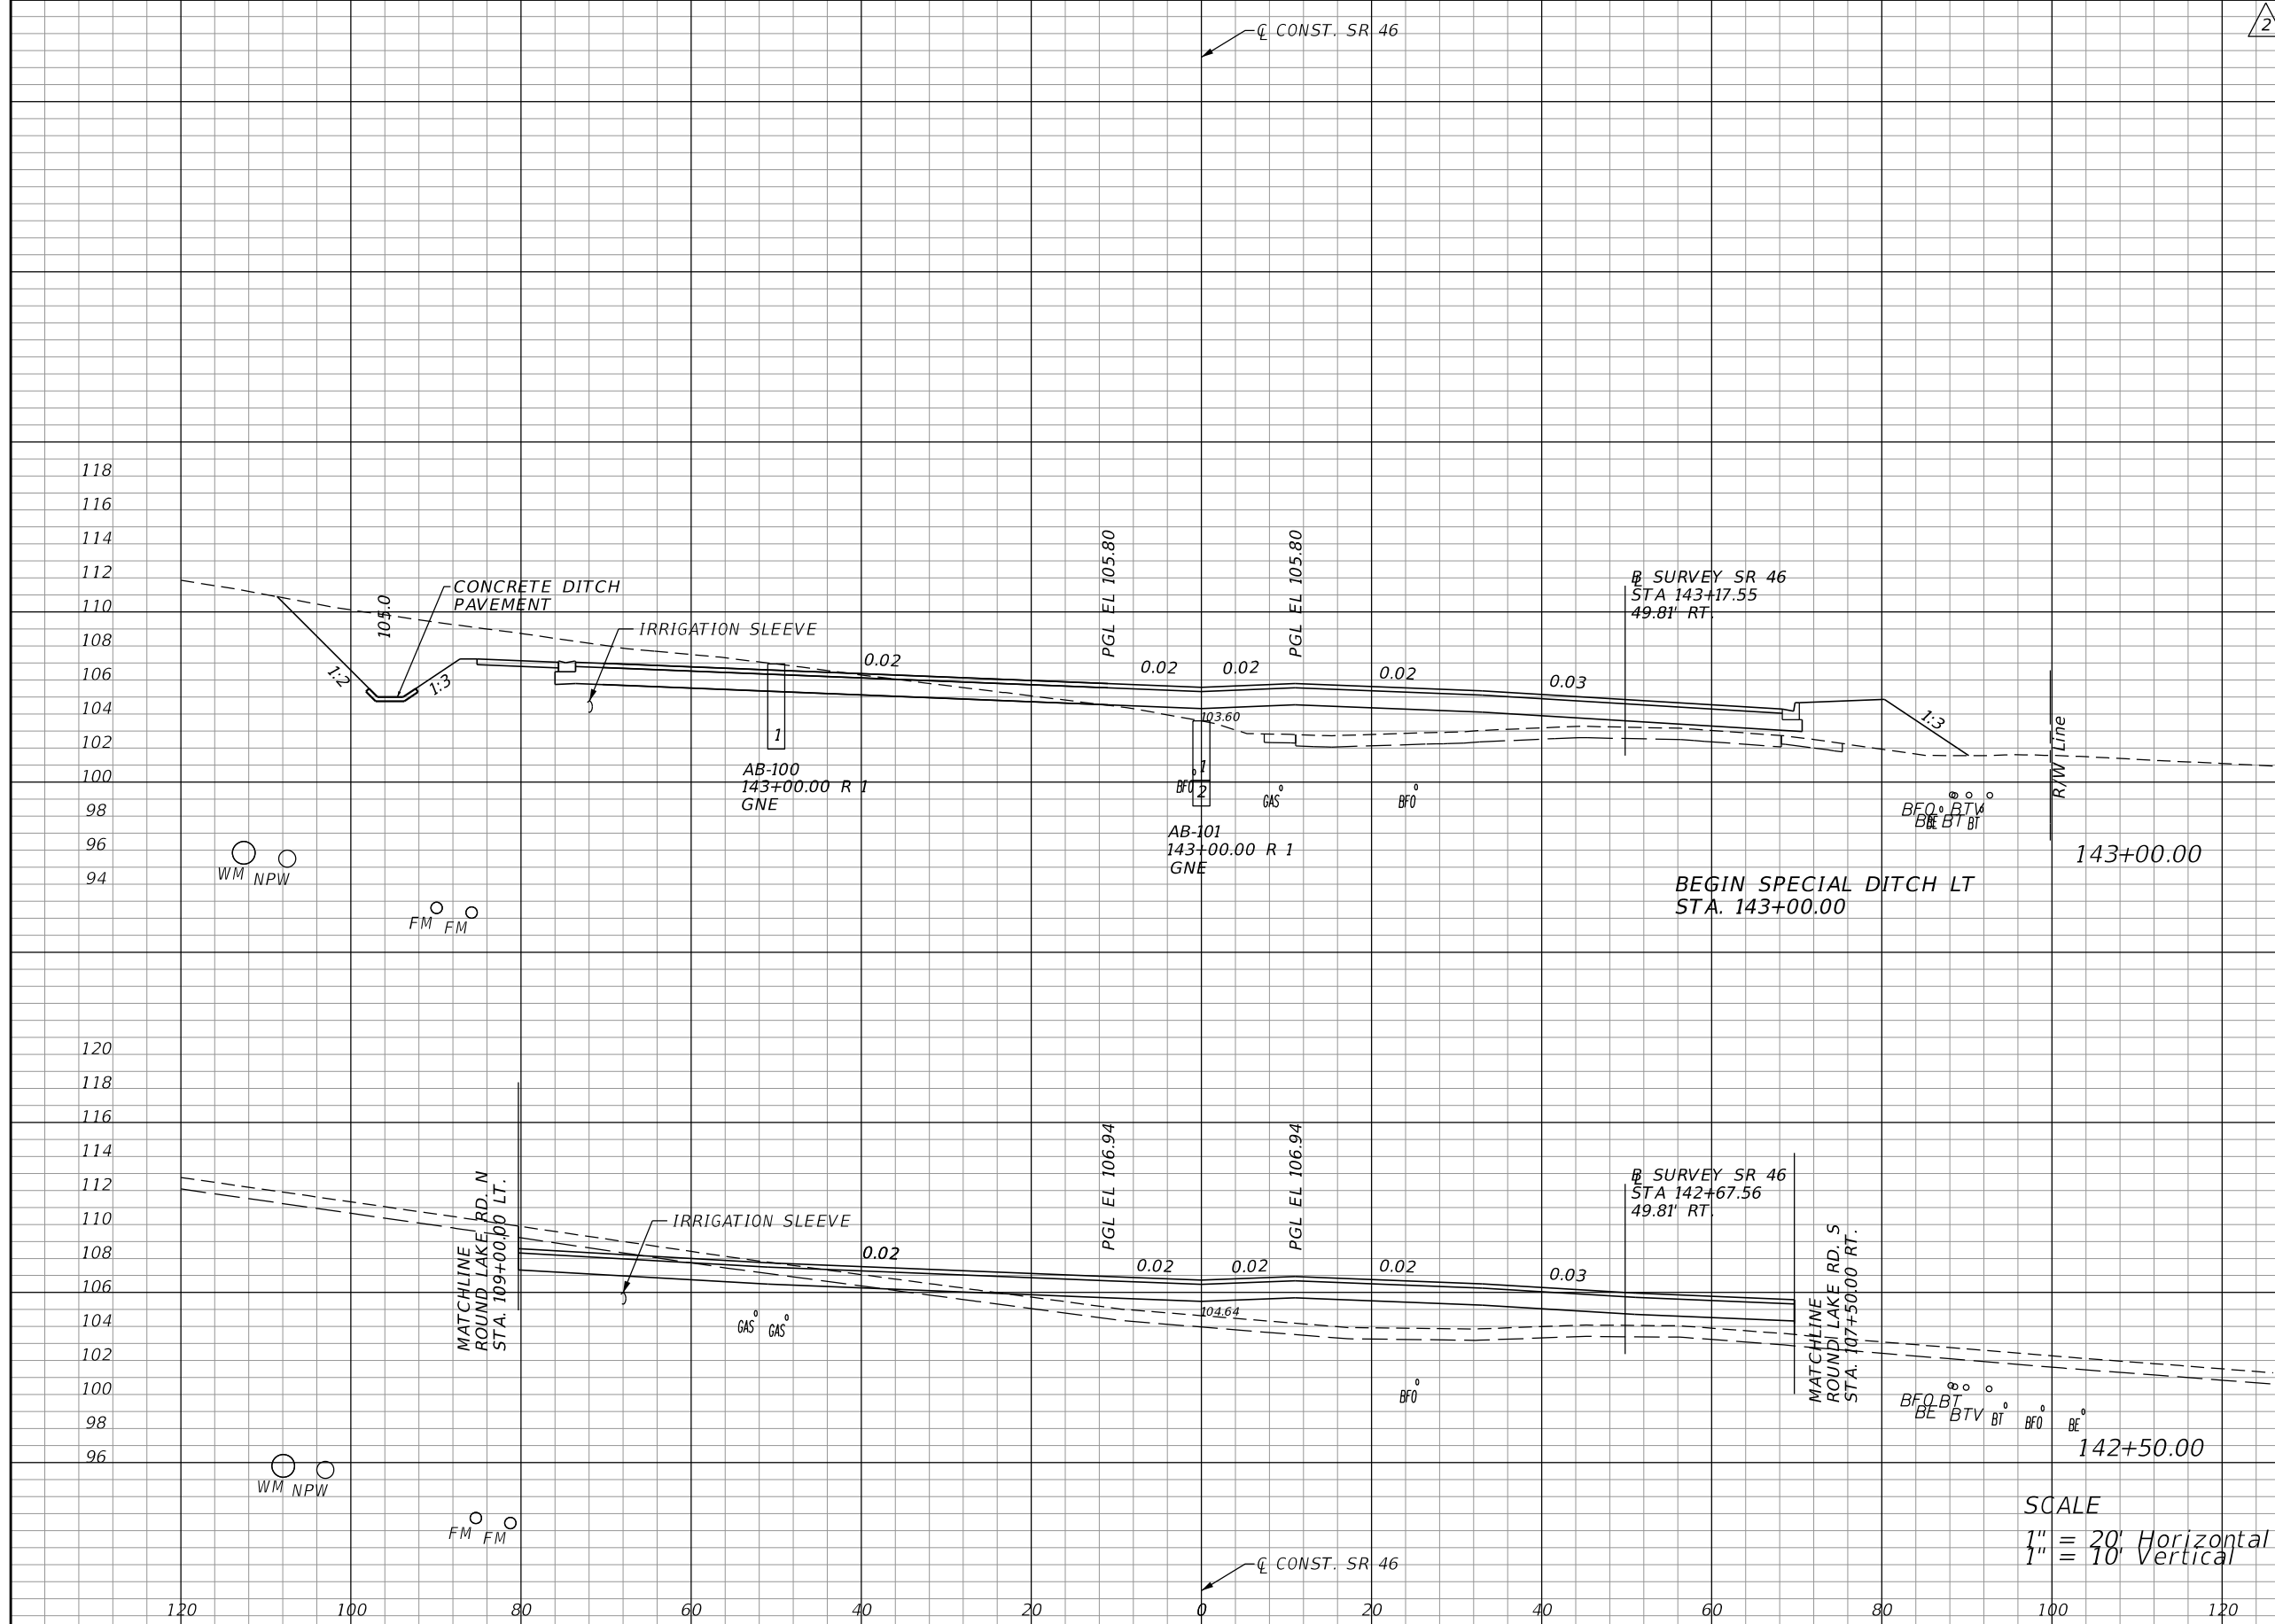 ℄ CONST. SR 46
2
118
116
114
112
110
108
106
104
102
100
98
96
94
CONCRETE DITCH
PAVEMENT
105.0
IRRIGATION SLEEVE
1:2
1:3
0.02
PGL EL 105.80
0.02
0.02
PGL EL 105.80
0.02
0.03
B̲L SURVEY SR 46
STA 143+17.55
49.81' RT.
1:3
R/W Line
103.60
1
AB-100
143+00.00 R 1
GNE
1
2
BFO
GAS
BFO
AB-101
143+00.00 R 1
GNE
BFO BTV
BE BE BT BT
WM NPW
FM FM
143+00.00
BEGIN SPECIAL DITCH LT
STA. 143+00.00
120
118
116
114
112
110
108
106
104
102
100
98
96
MATCHLINE
ROUND LAKE RD. N
STA. 109+00.00 LT.
IRRIGATION SLEEVE
0.02
PGL EL 106.94
0.02
0.02
PGL EL 106.94
0.02
0.03
B̲L SURVEY SR 46
STA 142+67.56
49.81' RT.
MATCHLINE
ROUND LAKE RD. S
STA. 107+50.00 RT.
104.64
GAS GAS
BFO
BFO BT
BE BTV BT BFO BE
WM NPW
FM FM
142+50.00
SCALE
1" = 20' Horizontal
1" = 10' Vertical
℄ CONST. SR 46
120 100 80 60 40 20 0 20 40 60 80 100 120